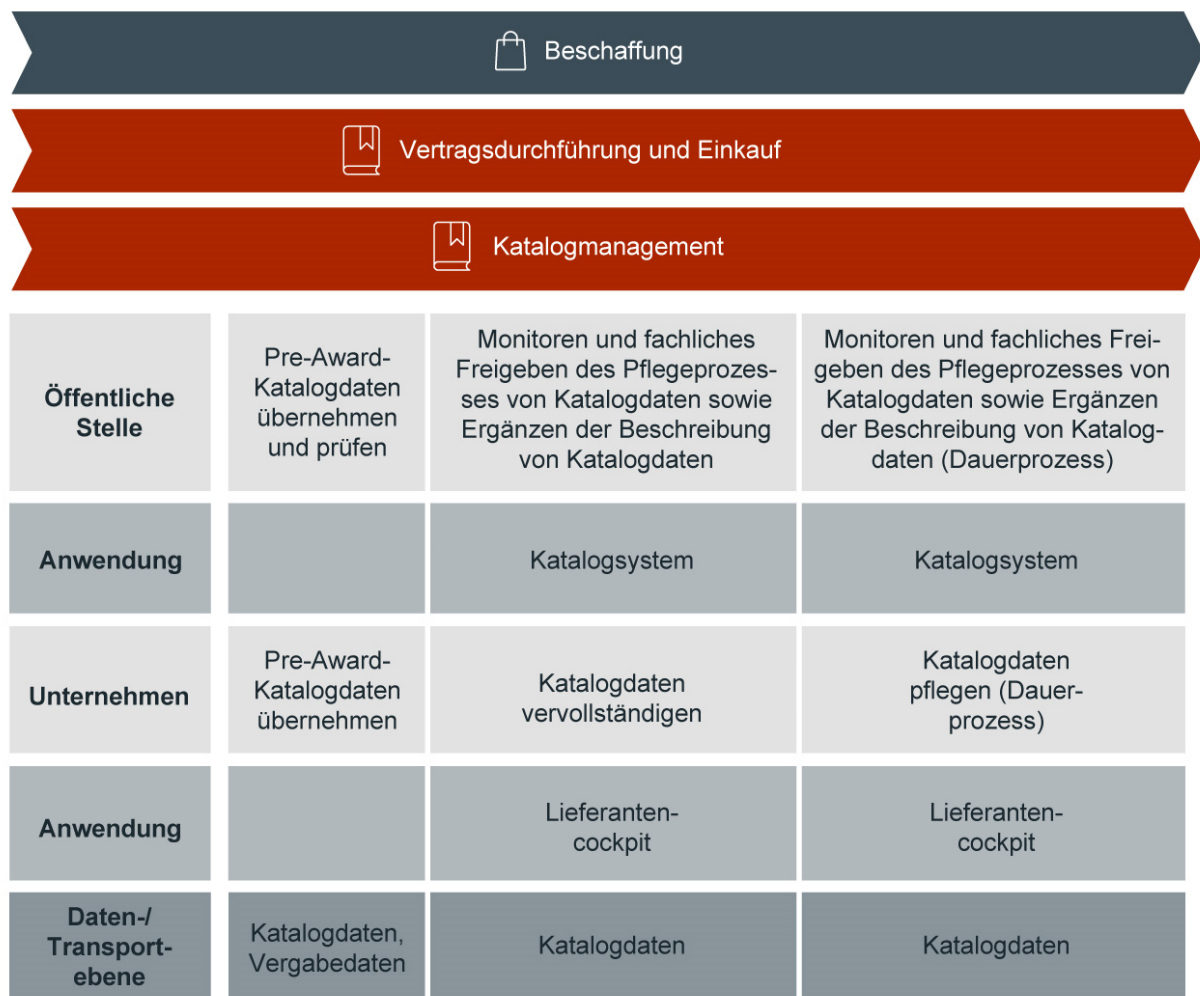 Beschaffung
Vertragsdurchführung und Einkauf
Katalogmanagement
Öffentliche
Stelle
Pre-Award-
Katalogdaten
übernehmen
und prüfen
Monitoren und fachliches
Freigeben des Pflegeprozes-
ses von Katalogdaten sowie
Ergänzen der Beschreibung
von Katalogdaten
Monitoren und fachliches Frei-
geben des Pflegeprozesses von
Katalogdaten sowie Ergänzen
der Beschreibung von Katalog-
daten (Dauerprozess)
Anwendung
Katalogsystem
Katalogsystem
Unternehmen
Pre-Award-
Katalogdaten
übernehmen
Katalogdaten
vervollständigen
Katalogdaten
pflegen (Dauer-
prozess)
Anwendung
Lieferanten-
cockpit
Lieferanten-
cockpit
Daten-/
Transport-
ebene
Katalogdaten,
Vergabedaten
Katalogdaten
Katalogdaten